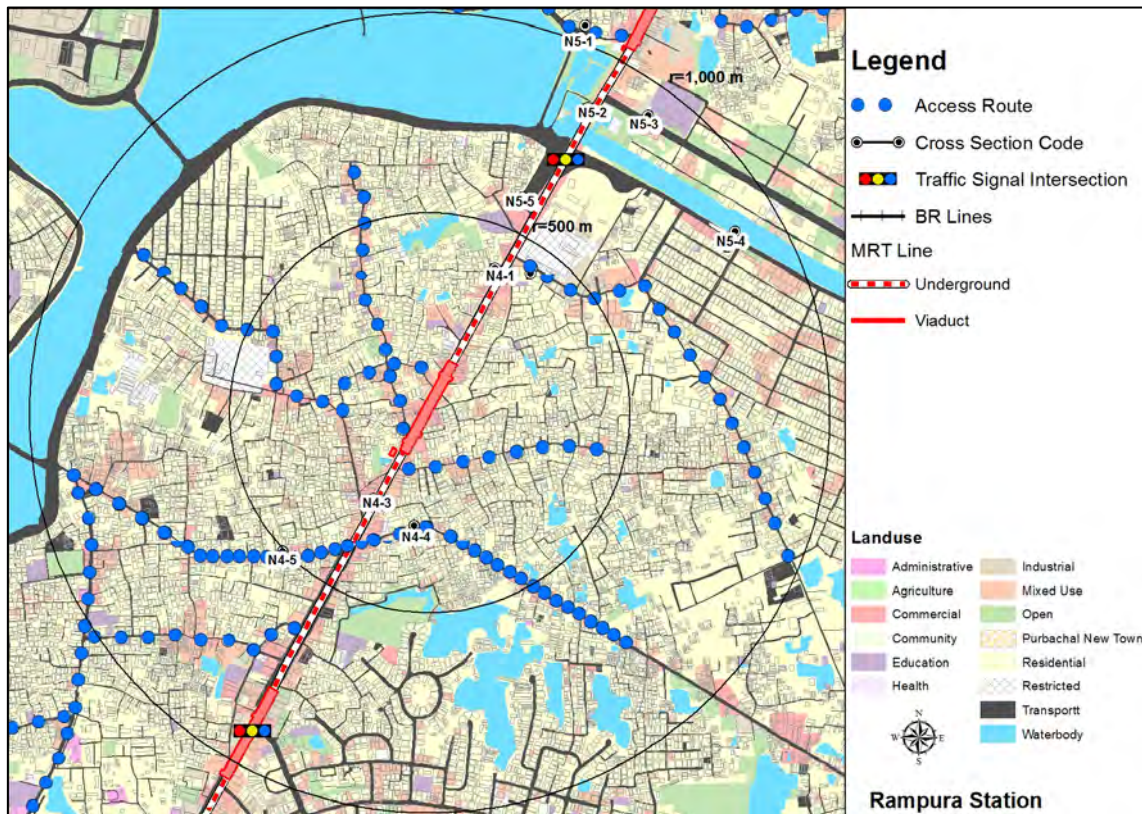 N5-1
r=1,000 m
N5-2
N5-3
N5-5
r=500 m
N5-4
N4-1
N4-3
N4-4
N4-5
Legend
Access Route
Cross Section Code
Traffic Signal Intersection
BR Lines
MRT Line
Underground
Viaduct
Landuse
Administrative
Agriculture
Commercial
Community
Education
Health
Industrial
Mixed Use
Open
Purbachal New Town
Residential
Restricted
Transportt
Waterbody
N
W E
S
Rampura Station